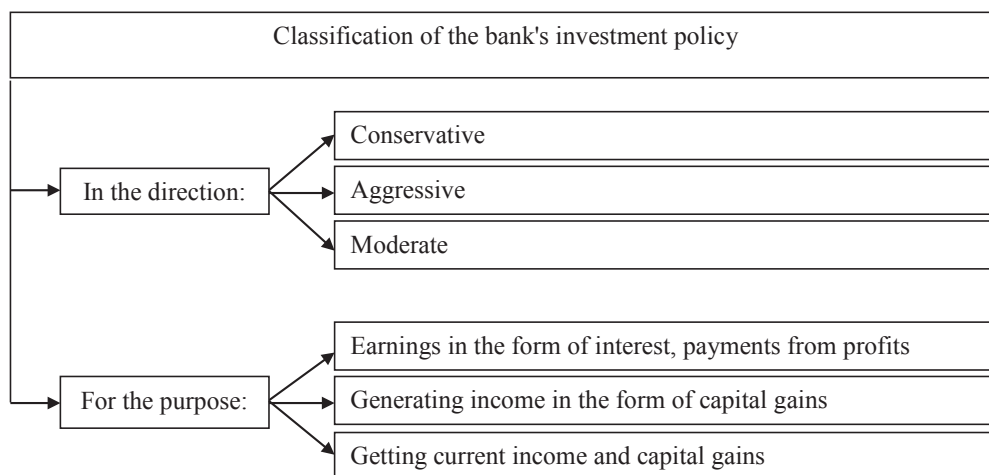 Classification of the bank's investment policy
In the direction:
Conservative
Aggressive
Moderate
For the purpose:
Earnings in the form of interest, payments from profits
Generating income in the form of capital gains
Getting current income and capital gains